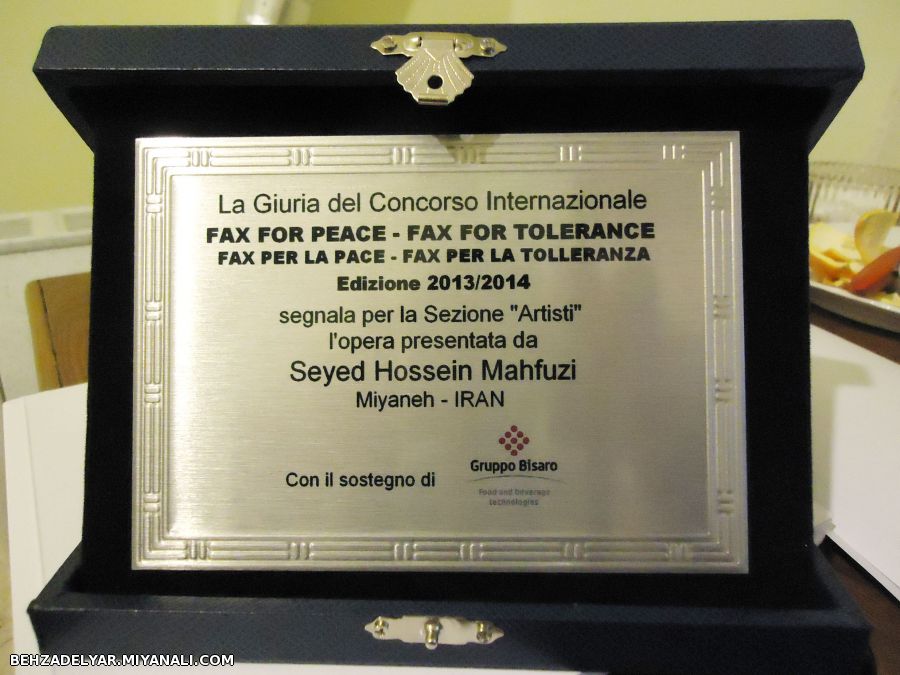 La Giuria del Concorso Internazionale
FAX FOR PEACE - FAX FOR TOLERANCE
FAX PER LA PACE - FAX PER LA TOLLERANZA
Edizione 2013/2014
segnala per la Sezione "Artisti"
l'opera presentata da
Seyed Hossein Mahfuzi
Miyaneh - IRAN
Con il sostegno di
Gruppo Bisaro
Food and beverage
technologies
BEHZADELYAR.MIYANALI.COM